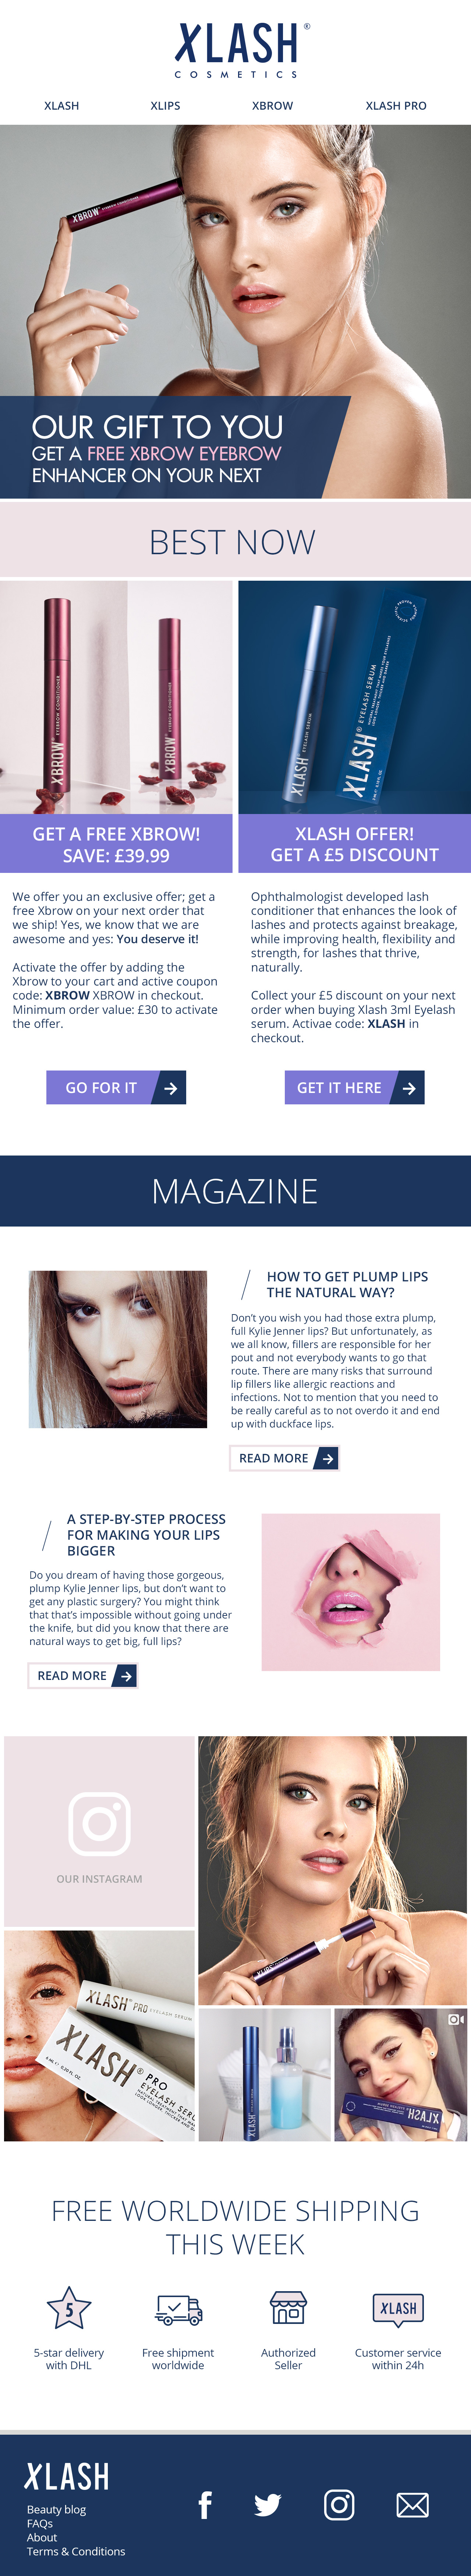 XLASH®
COSMETICS
XLASH XLIPS XBROW XLASH PRO
XBROW® EYEBROW CONDITIONER
OUR GIFT TO YOU
GET A FREE XBROW EYEBROW
ENHANCER ON YOUR NEXT
BEST NOW
XBROW® EYEBROW CONDITIONER
XBROW® EYEBROW CONDITIONER
XLASH® EYELASH SERUM
XLASH® EYELASH SERUM
GET A FREE XBROW!
SAVE: £39.99
XLASH OFFER!
GET A £5 DISCOUNT
We offer you an exclusive offer; get a
free Xbrow on your next order that
we ship! Yes, we know that we are
awesome and yes: You deserve it!
Activate the offer by adding the
Xbrow to your cart and active coupon
code: XBROW XBROW in checkout.
Minimum order value: £30 to activate
the offer.
GO FOR IT
Ophthalmologist developed lash
conditioner that enhances the look of
lashes and protects against breakage,
while improving health, flexibility and
strength, for lashes that thrive,
naturally.
Collect your £5 discount on your next
order when buying Xlash 3ml Eyelash
serum. Activae code: XLASH in
checkout.
GET IT HERE
MAGAZINE
HOW TO GET PLUMP LIPS
THE NATURAL WAY?
Don't you wish you had those extra plump,
full Kylie Jenner lips? But unfortunately, as
we all know, fillers are responsible for her
pout and not everybody wants to go that
route. There are many risks that surround
lip fillers like allergic reactions and
infections. Not to mention that you need to
be really careful as to not overdo it and end
up with duckface lips.
READ MORE
A STEP-BY-STEP PROCESS
FOR MAKING YOUR LIPS
BIGGER
Do you dream of having those gorgeous,
plump Kylie Jenner lips, but don't want to
get any plastic surgery? You might think
that that's impossible without going under
the knife, but did you know that there are
natural ways to get big, full lips?
READ MORE
OUR INSTAGRAM
XLASH® PRO EYELASH SERUM
XLASH® PRO
EYELASH SERU
XLASH
XLASH
FREE WORLDWIDE SHIPPING
THIS WEEK
5
XLASH
5-star delivery
with DHL
Free shipment
worldwide
Authorized
Seller
Customer service
within 24h
XLASH
Beauty blog
FAQs
About
Terms & Conditions